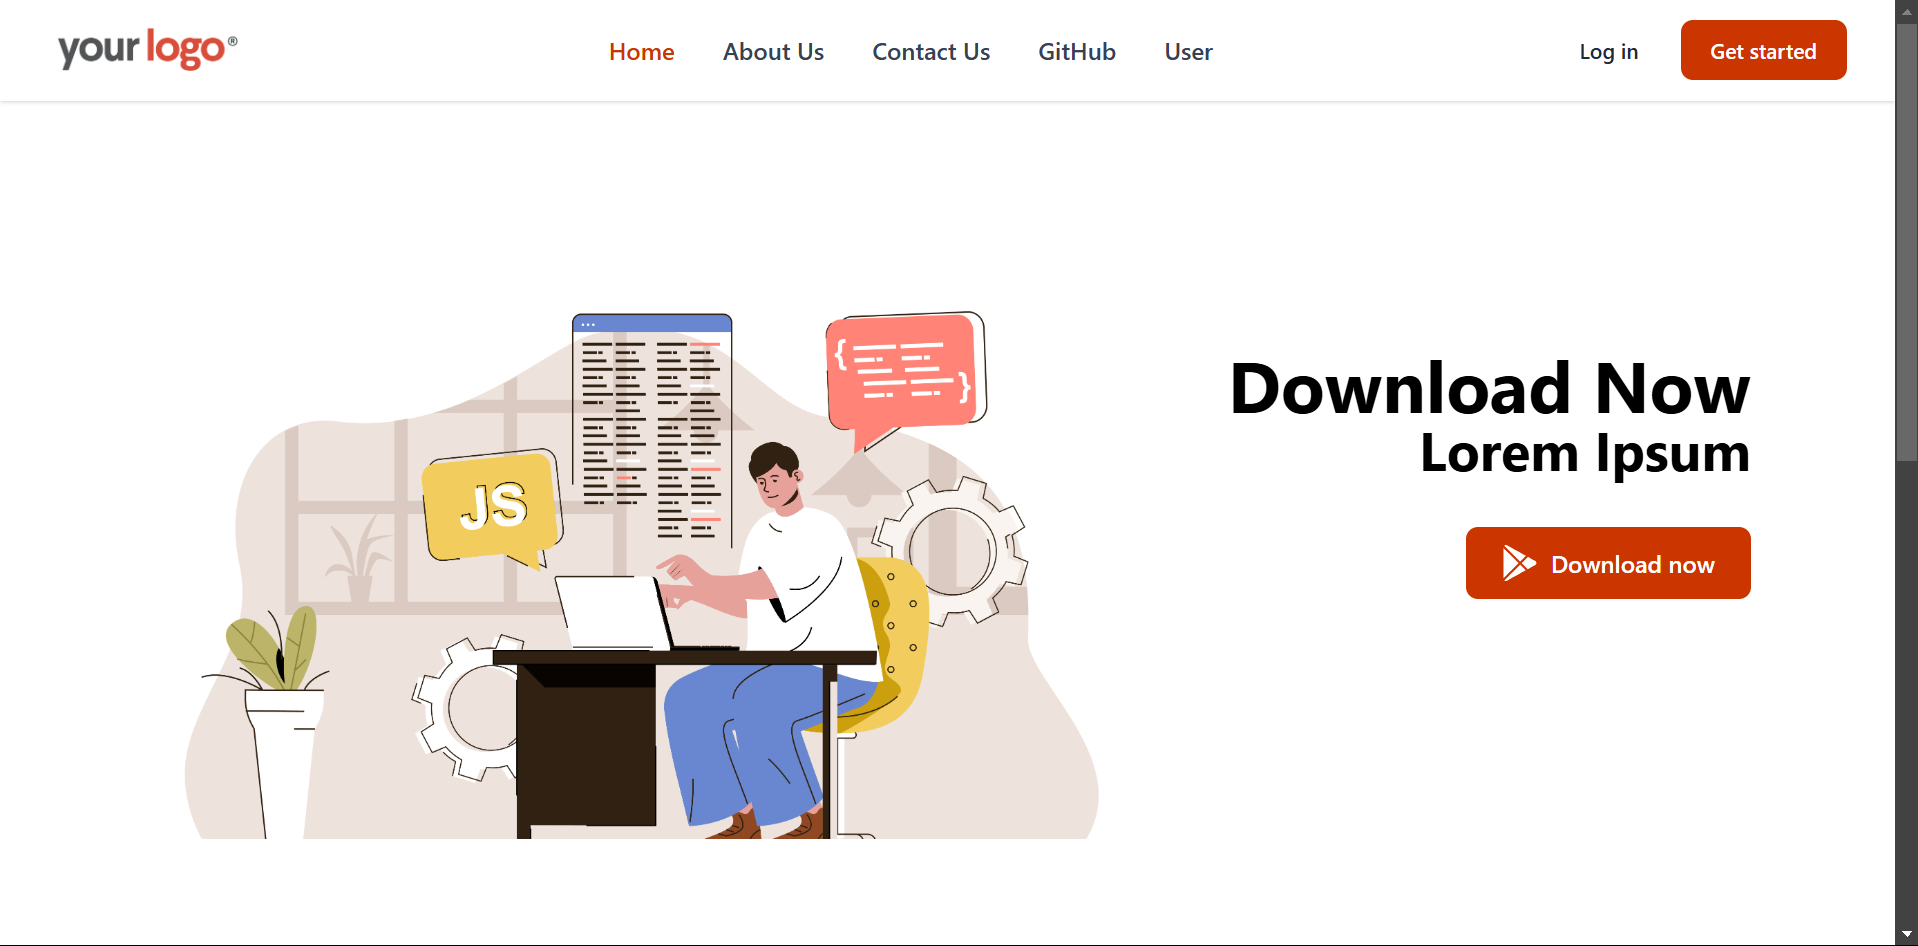 your logo®
Home
About Us
Contact Us
GitHub
User
Log in
Get started
{
}
JS
Download Now
Lorem Ipsum
Download now